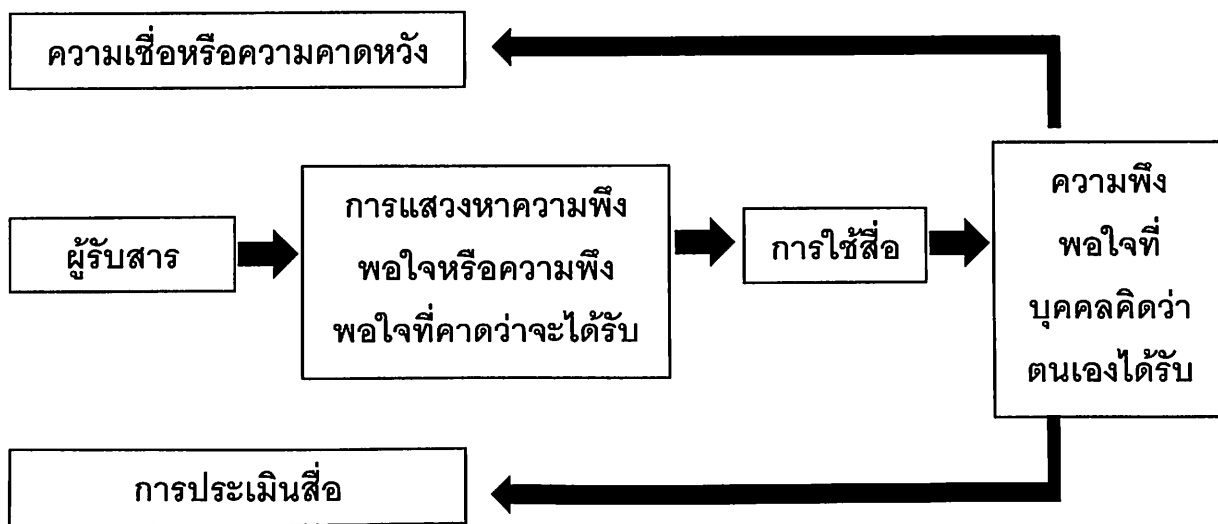 ความเชื่อหรือความคาดหวัง
ผู้รับสาร
การแสวงหาความพึง
พอใจหรือความพึง
พอใจที่คาดว่าจะได้รับ
การใช้สื่อ
ความพึง
พอใจที่
บุคคลคิดว่า
ตนเองได้รับ
การประเมินสื่อ